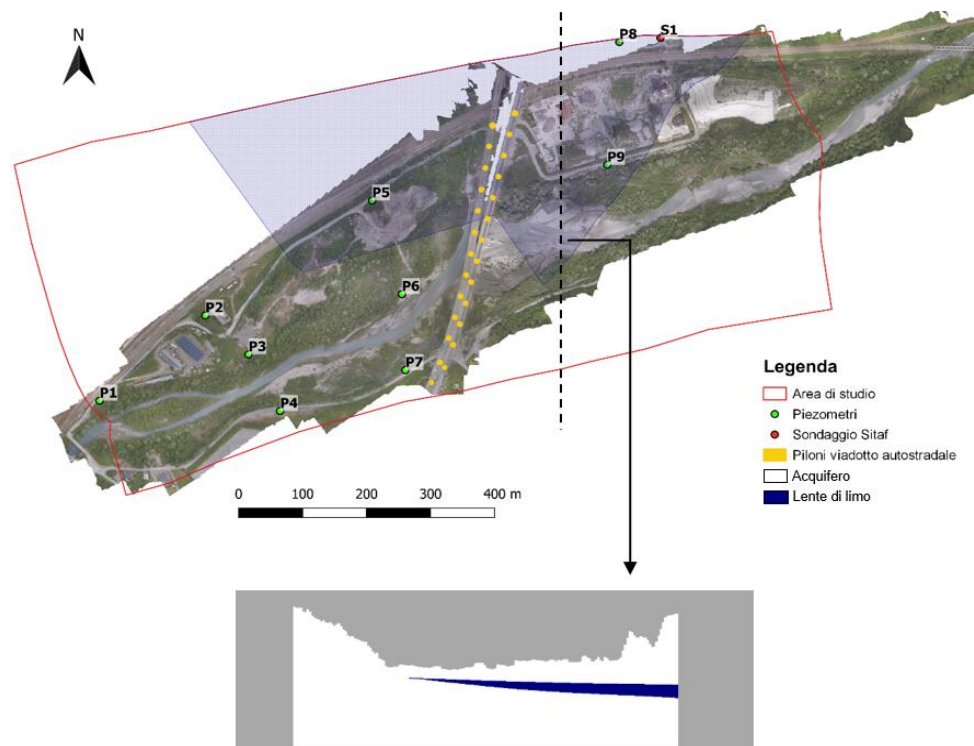 N
P8
S1
P9
P5
P6
P2
P3
P7
P1
P4
0 100 200 300 400 m
Legenda
Area di studio
Piezometri
Sondaggio Sitaf
Piloni viadotto autostradale
Acquifero
Lente di limo